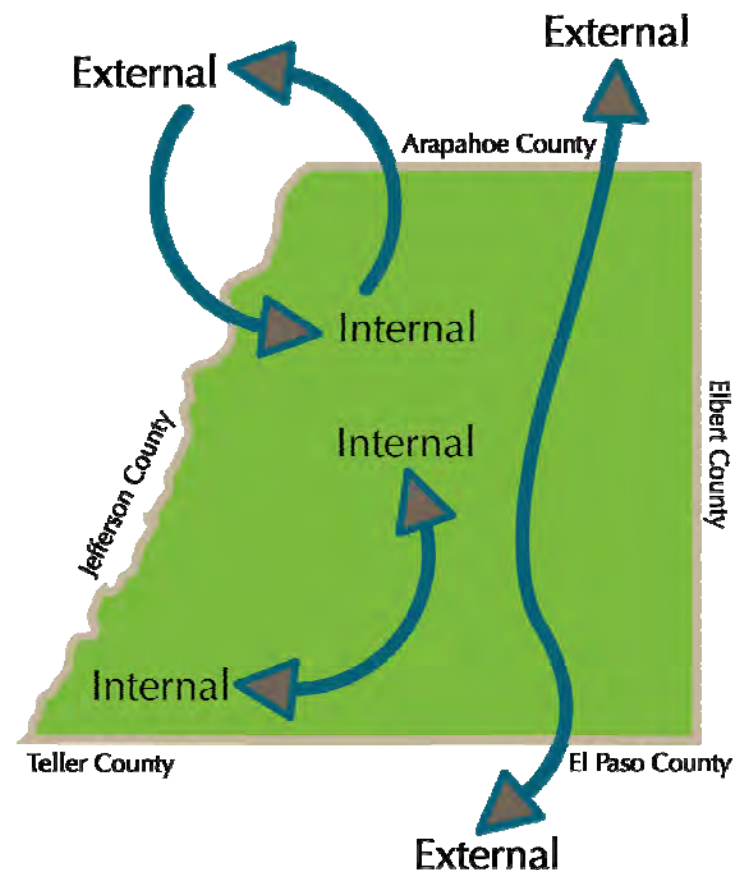 External
External
Arapahoe County
Internal
Elbert County
Internal
Jefferson County
Internal
Teller County
El Paso County
External